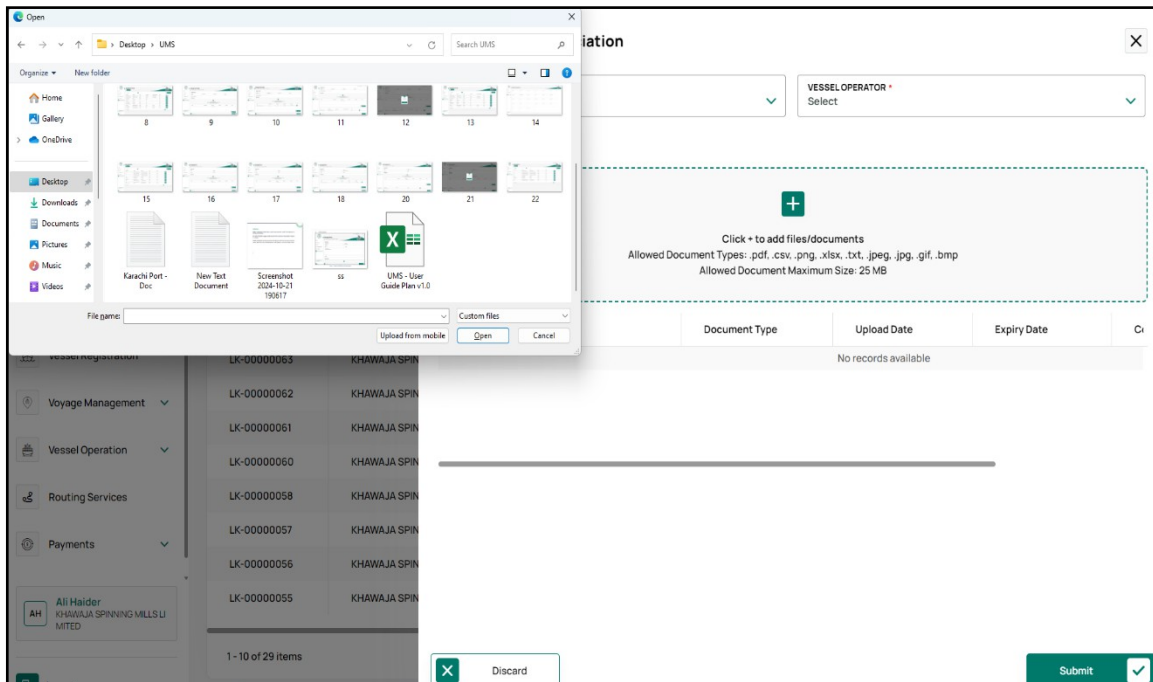 Open
Desktop > UMS
Search UMS
Organize
New folder
Home
Gallery
OneDrive
Desktop
Downloads
Documents
Pictures
Music
Videos
8 9 10 11 12 13 14
15 16 17 18 20 21 22
Karachi Port - Doc
New Text Document
Screenshot 2024-10-21 190617
ss
UMS - User Guide Plan v1.0
File name:
Custom files
Upload from mobile
Open
Cancel
iation
VESSEL OPERATOR *
Select
Click + to add files/documents
Allowed Document Types: .pdf, .csv, .png, .xlsx, .txt, .jpeg, .jpg, .gif, .bmp
Allowed Document Maximum Size: 25 MB
Document Type Upload Date Expiry Date
No records available
Vessel Registration
Voyage Management
Vessel Operation
Routing Services
Payments
AH
Ali Haider
KHAWAJA SPINNING MILLS LI
MITED
LK-00000063 KHAWAJA SPIN
LK-00000062 KHAWAJA SPIN
LK-00000061 KHAWAJA SPIN
LK-00000060 KHAWAJA SPIN
LK-00000058 KHAWAJA SPIN
LK-00000057 KHAWAJA SPIN
LK-00000056 KHAWAJA SPIN
LK-00000055 KHAWAJA SPIN
1 - 10 of 29 items
Discard
Submit